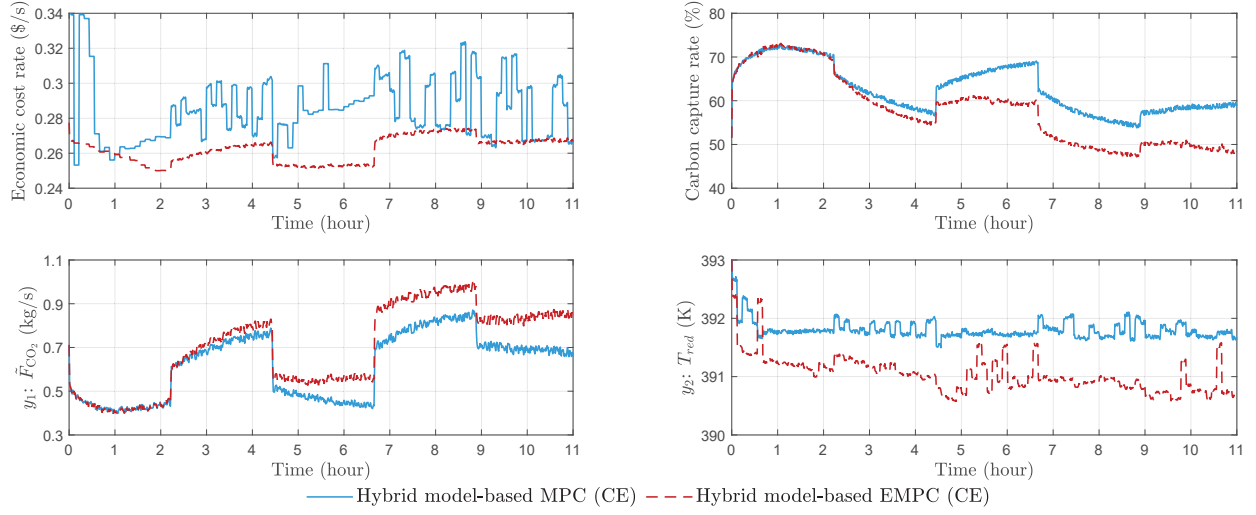 Economic cost rate ($/s)
0.34
0.32
0.3
0.28
0.26
0.24
0 1 2 3 4 5 6 7 8 9 10 11
Time (hour)
Carbon capture rate (%)
80
70
60
50
40
0 1 2 3 4 5 6 7 8 9 10 11
Time (hour)
y₁: F̃_CO₂ (kg/s)
1.1
0.9
0.7
0.5
0.3
0 1 2 3 4 5 6 7 8 9 10 11
Time (hour)
y₂: T_red (K)
393
392
391
390
0 1 2 3 4 5 6 7 8 9 10 11
Time (hour)
Hybrid model-based MPC (CE) Hybrid model-based EMPC (CE)